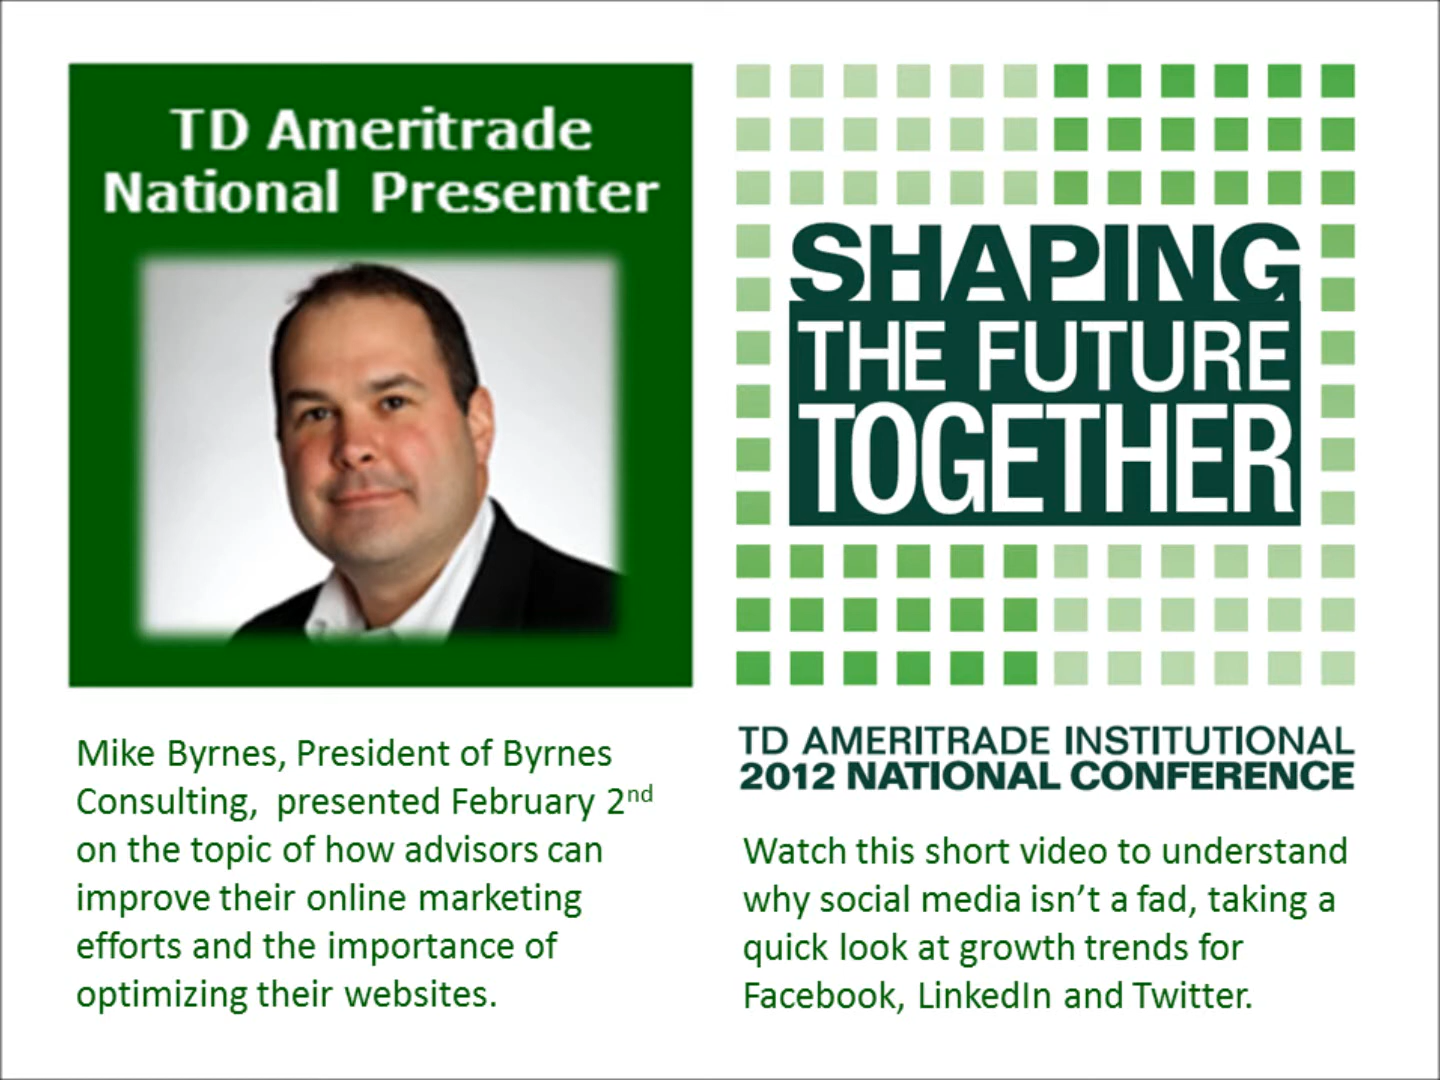 TD Ameritrade
National Presenter
Mike Byrnes, President of Byrnes
Consulting, presented February 2nd
on the topic of how advisors can
improve their online marketing
efforts and the importance of
optimizing their websites.
SHAPING
THE FUTURE
TOGETHER
TD AMERITRADE INSTITUTIONAL
2012 NATIONAL CONFERENCE
Watch this short video to understand
why social media isn’t a fad, taking a
quick look at growth trends for
Facebook, LinkedIn and Twitter.